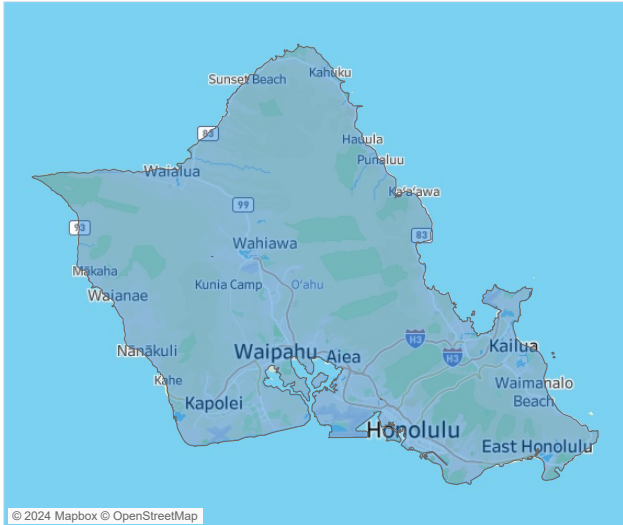 Kahuku
Sunset Beach
83
Hauula
Punaluu
Waialua
Ka‘a‘awa
99
93
83
Wahiawa
Mākaha
Kunia Camp
O‘ahu
Waianae
H3
Kailua
Nānākuli
Waipahu
Aiea
H3
Kahe
Waimanalo
Beach
Kapolei
Honolulu
East Honolulu
© 2024 Mapbox © OpenStreetMap